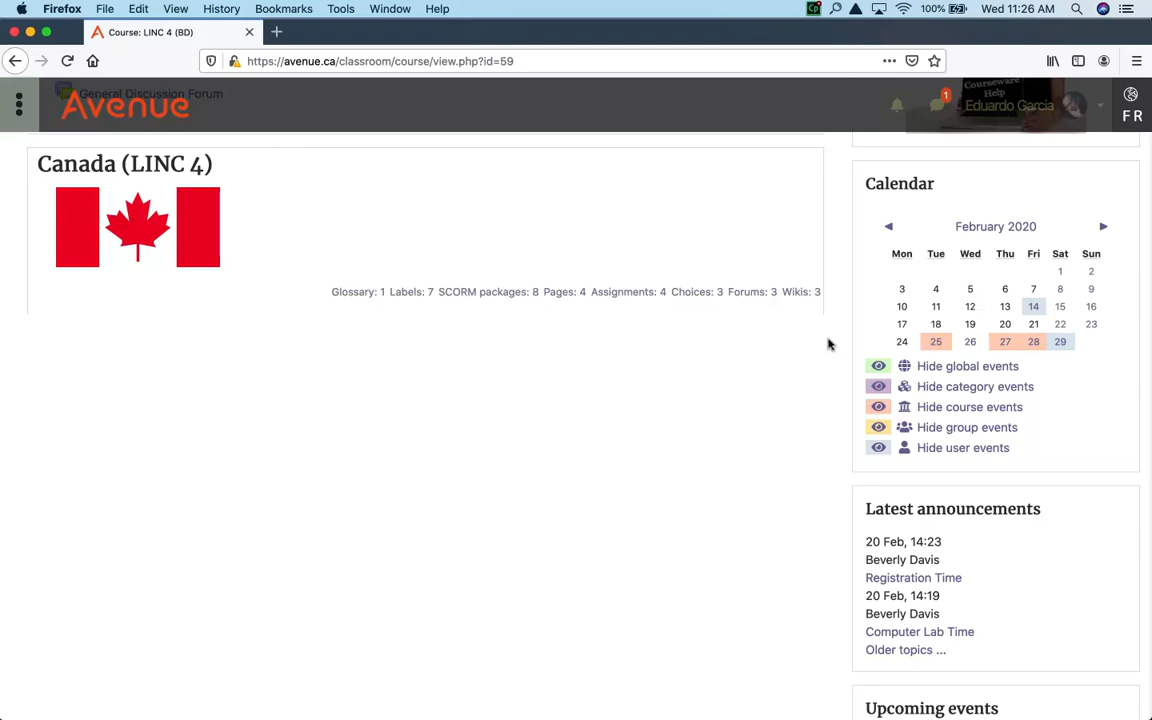 Firefox File Edit View History Bookmarks Tools Window Help 100% Wed 11:26 AM
Course: LINC 4 (BD)
https://avenue.ca/classroom/course/view.php?id=59
General Discussion Forum
Avenue
Courseware
Help
1
Eduardo Garcia
FR
Canada (LINC 4)
Glossary: 1 Labels: 7 SCORM packages: 8 Pages: 4 Assignments: 4 Choices: 3 Forums: 3 Wikis: 3
Calendar
February 2020
Mon Tue Wed Thu Fri Sat Sun
1 2
3 4 5 6 7 8 9
10 11 12 13 14 15 16
17 18 19 20 21 22 23
24 25 26 27 28 29
Hide global events
Hide category events
Hide course events
Hide group events
Hide user events
Latest announcements
20 Feb, 14:23
Beverly Davis
Registration Time
20 Feb, 14:19
Beverly Davis
Computer Lab Time
Older topics ...
Upcoming events